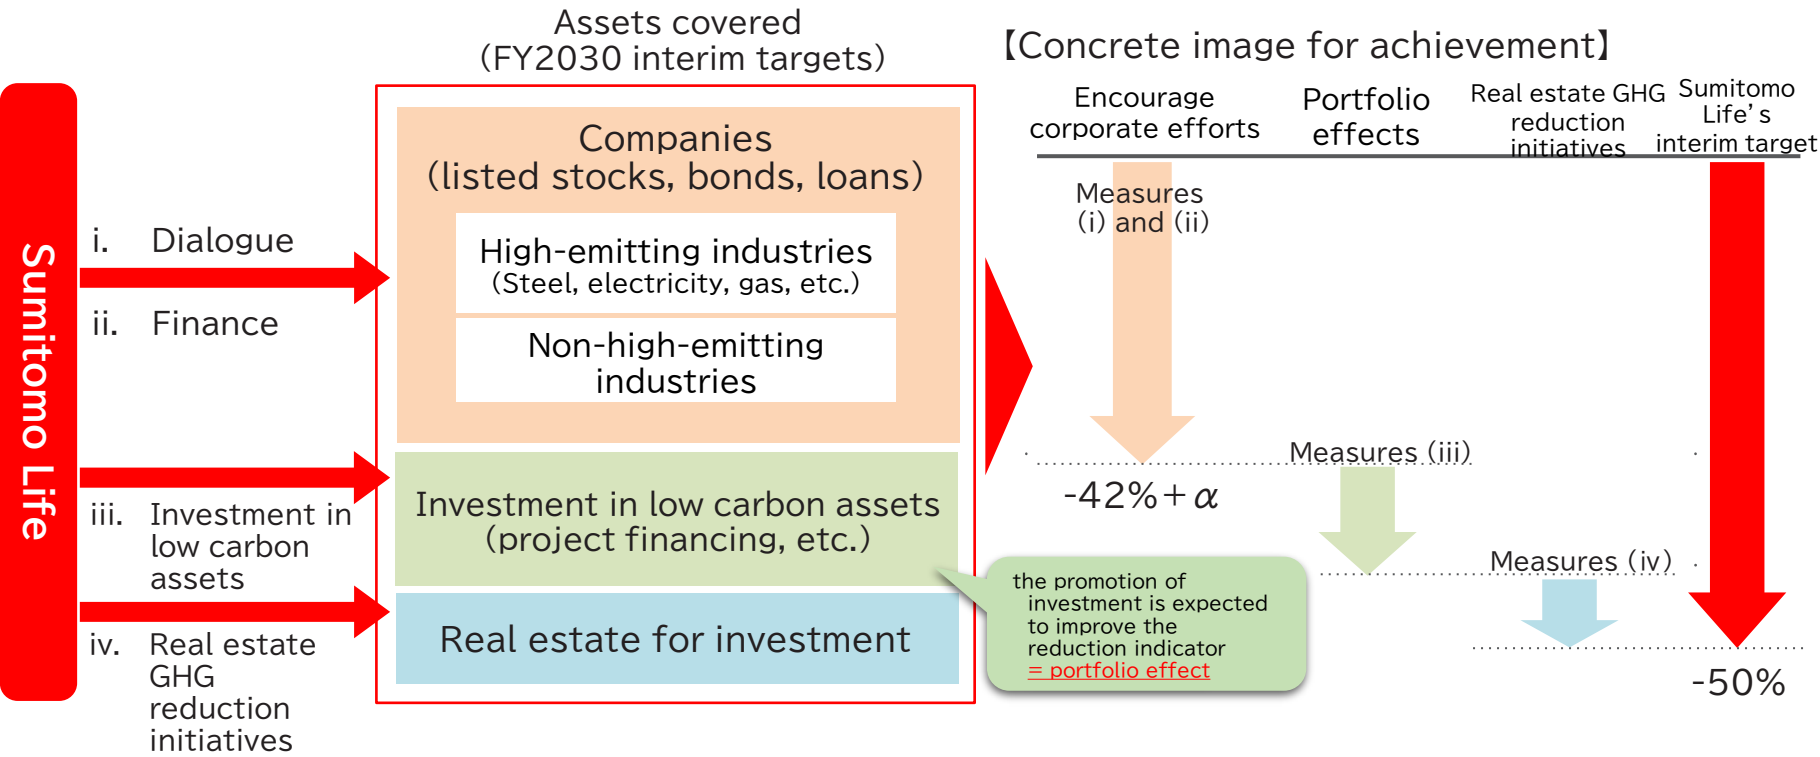 Assets covered
(FY2030 interim targets)
【Concrete image for achievement】
Sumitomo Life
i. Dialogue
ii. Finance
iii. Investment in
low carbon
assets
iv. Real estate
GHG
reduction
initiatives
Companies
(listed stocks, bonds, loans)
High-emitting industries
(Steel, electricity, gas, etc.)
Non-high-emitting
industries
Investment in low carbon assets
(project financing, etc.)
Real estate for investment
the promotion of
investment is expected
to improve the
reduction indicator
= portfolio effect
Encourage
corporate efforts
Portfolio
effects
Real estate GHG
reduction
initiatives
Sumitomo
Life’s
interim target
Measures
(i) and (ii)
-42%+α
Measures (iii)
Measures (iv)
-50%